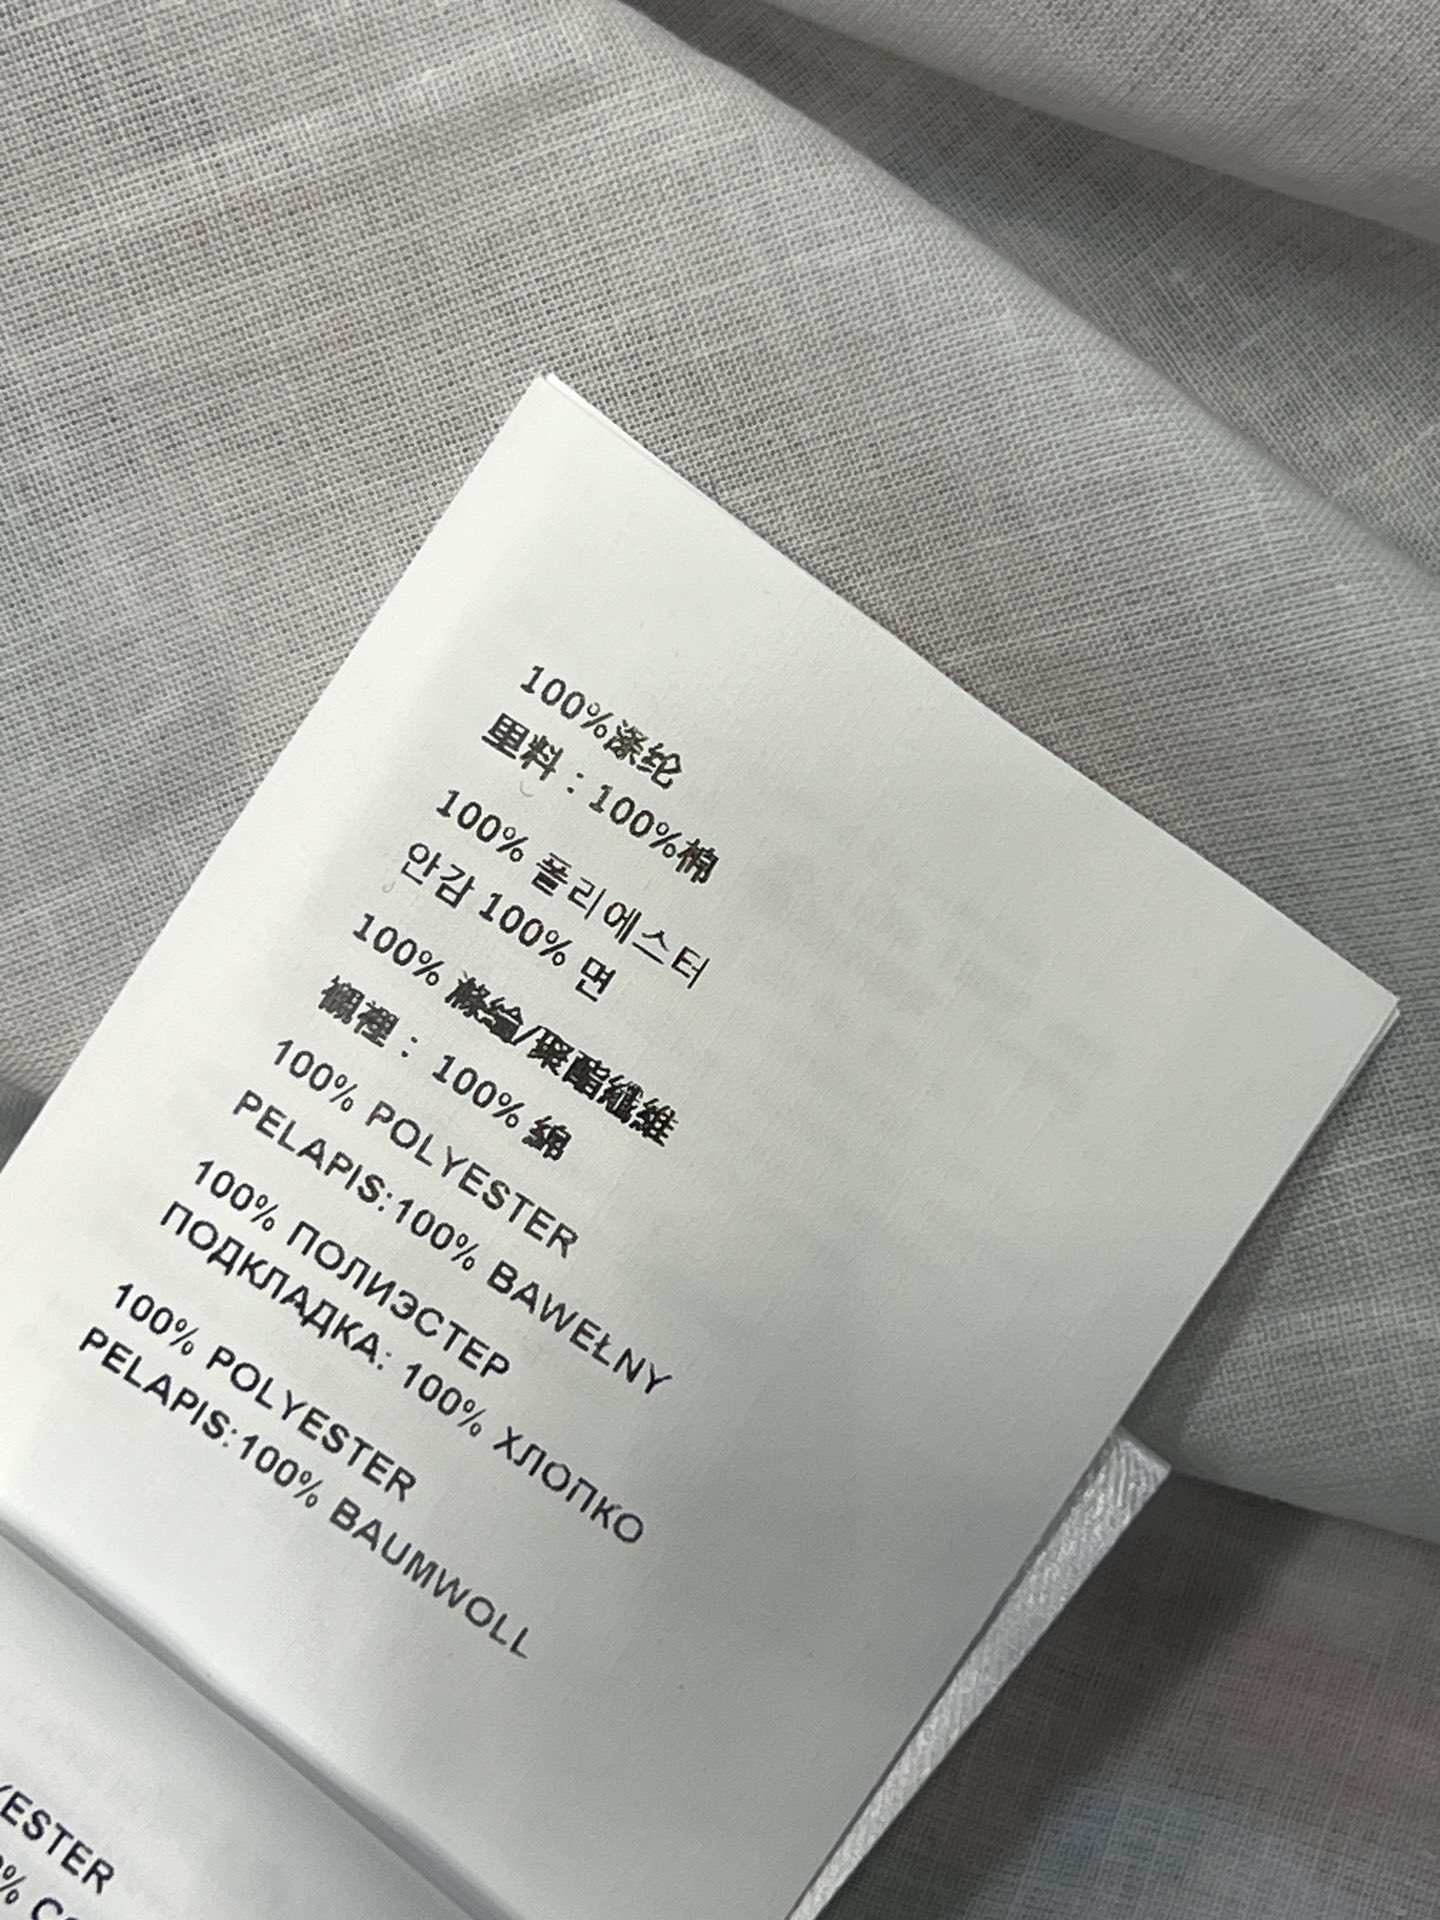 100%涤纶
里料：100%棉
100% 폴리에스터
안감 100% 면
100% 滌綸/聚酯纖維
襯裡： 100% 綿
100% POLYESTER
PELAPIS:100% BAWEŁNY
100% ПОЛИЭСТЕР
ПОДКЛАДКА: 100% ХЛОПКО
100% POLYESTER
PELAPIS:100% BAUMWOLL
YESTER
% CO